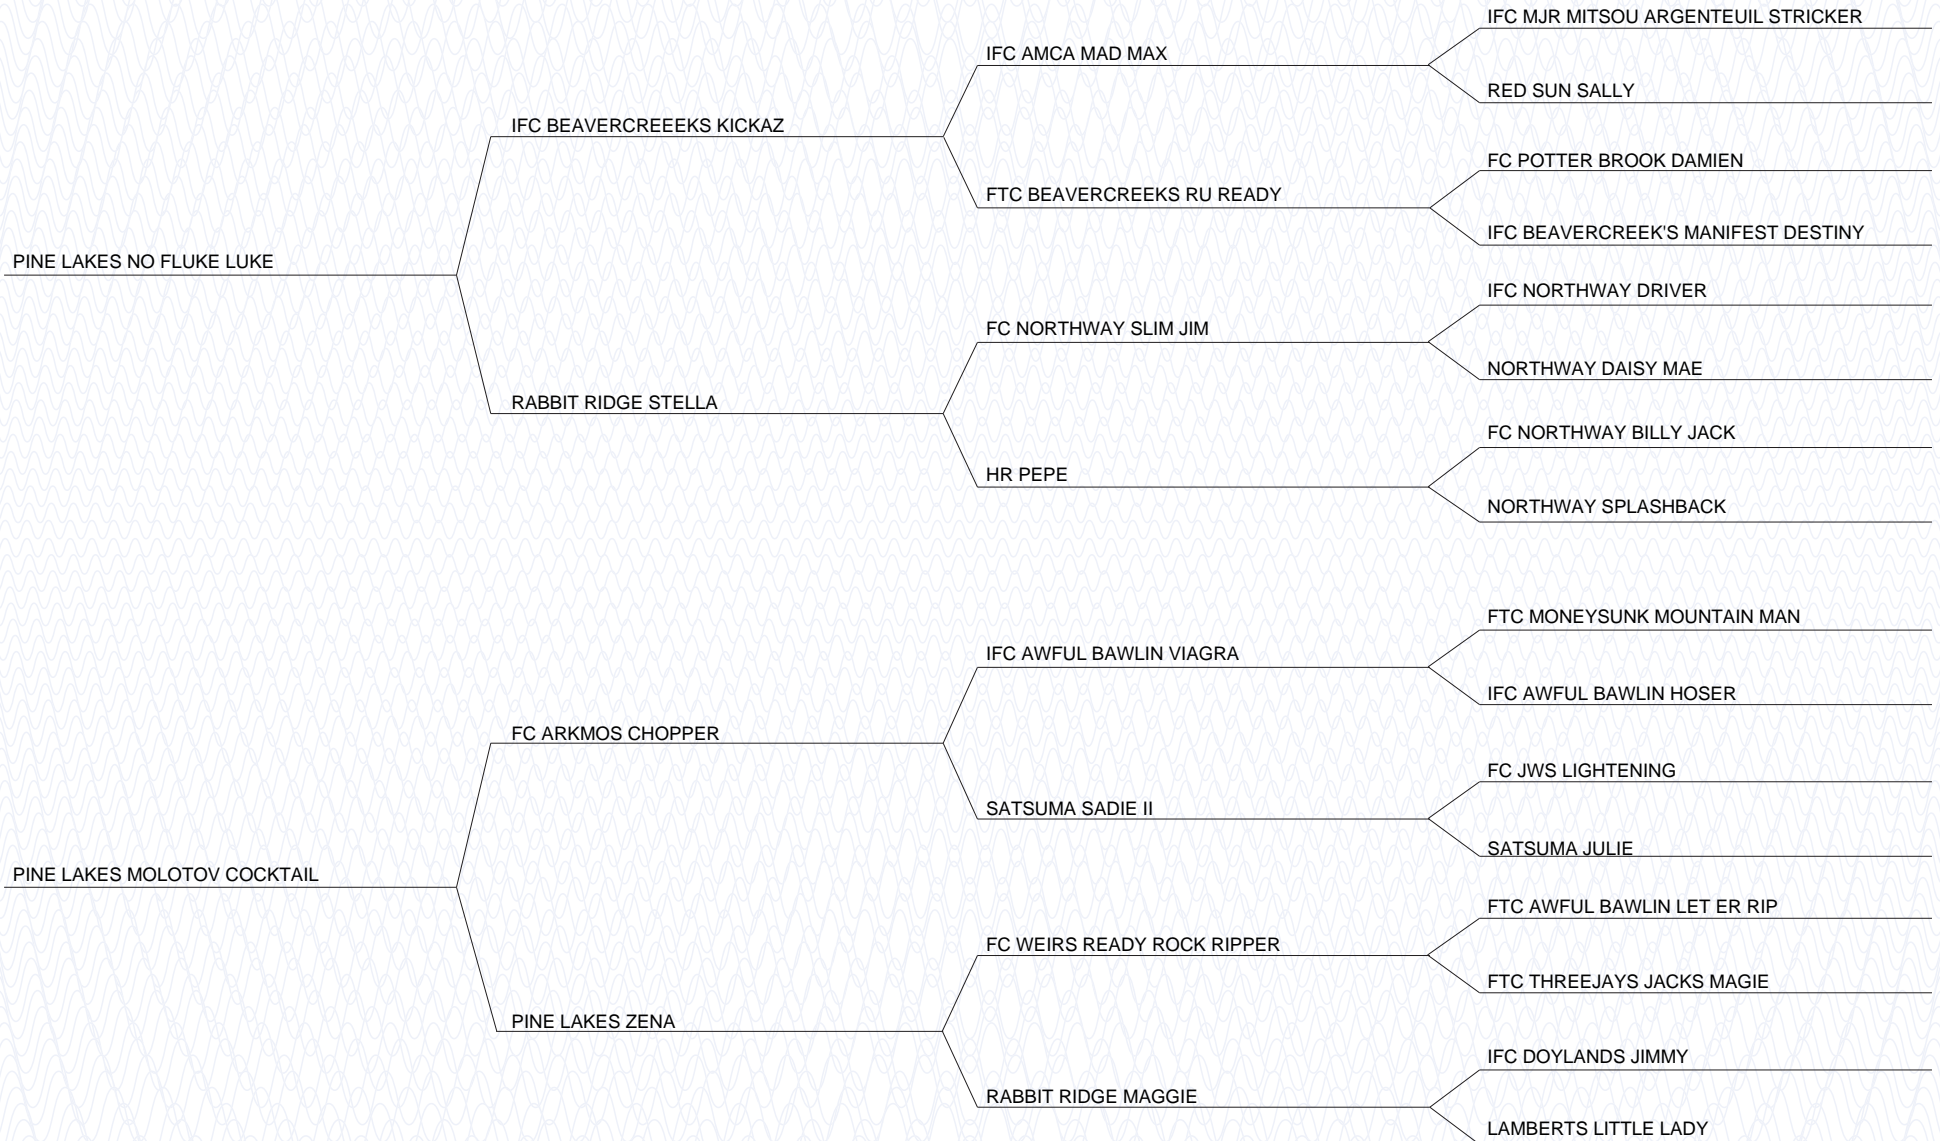 IFC MJR MITSOU ARGENTEUIL STRICKER
IFC AMCA MAD MAX
RED SUN SALLY
IFC BEAVERCREEEKS KICKAZ
FC POTTER BROOK DAMIEN
FTC BEAVERCREEKS RU READY
IFC BEAVERCREEK'S MANIFEST DESTINY
PINE LAKES NO FLUKE LUKE
IFC NORTHWAY DRIVER
FC NORTHWAY SLIM JIM
NORTHWAY DAISY MAE
RABBIT RIDGE STELLA
FC NORTHWAY BILLY JACK
HR PEPE
NORTHWAY SPLASHBACK
FTC MONEYSUNK MOUNTAIN MAN
IFC AWFUL BAWLIN VIAGRA
IFC AWFUL BAWLIN HOSER
FC ARKMOS CHOPPER
FC JWS LIGHTENING
SATSUMA SADIE II
SATSUMA JULIE
PINE LAKES MOLOTOV COCKTAIL
FTC AWFUL BAWLIN LET ER RIP
FC WEIRS READY ROCK RIPPER
FTC THREEJAYS JACKS MAGIE
PINE LAKES ZENA
IFC DOYLANDS JIMMY
RABBIT RIDGE MAGGIE
LAMBERTS LITTLE LADY